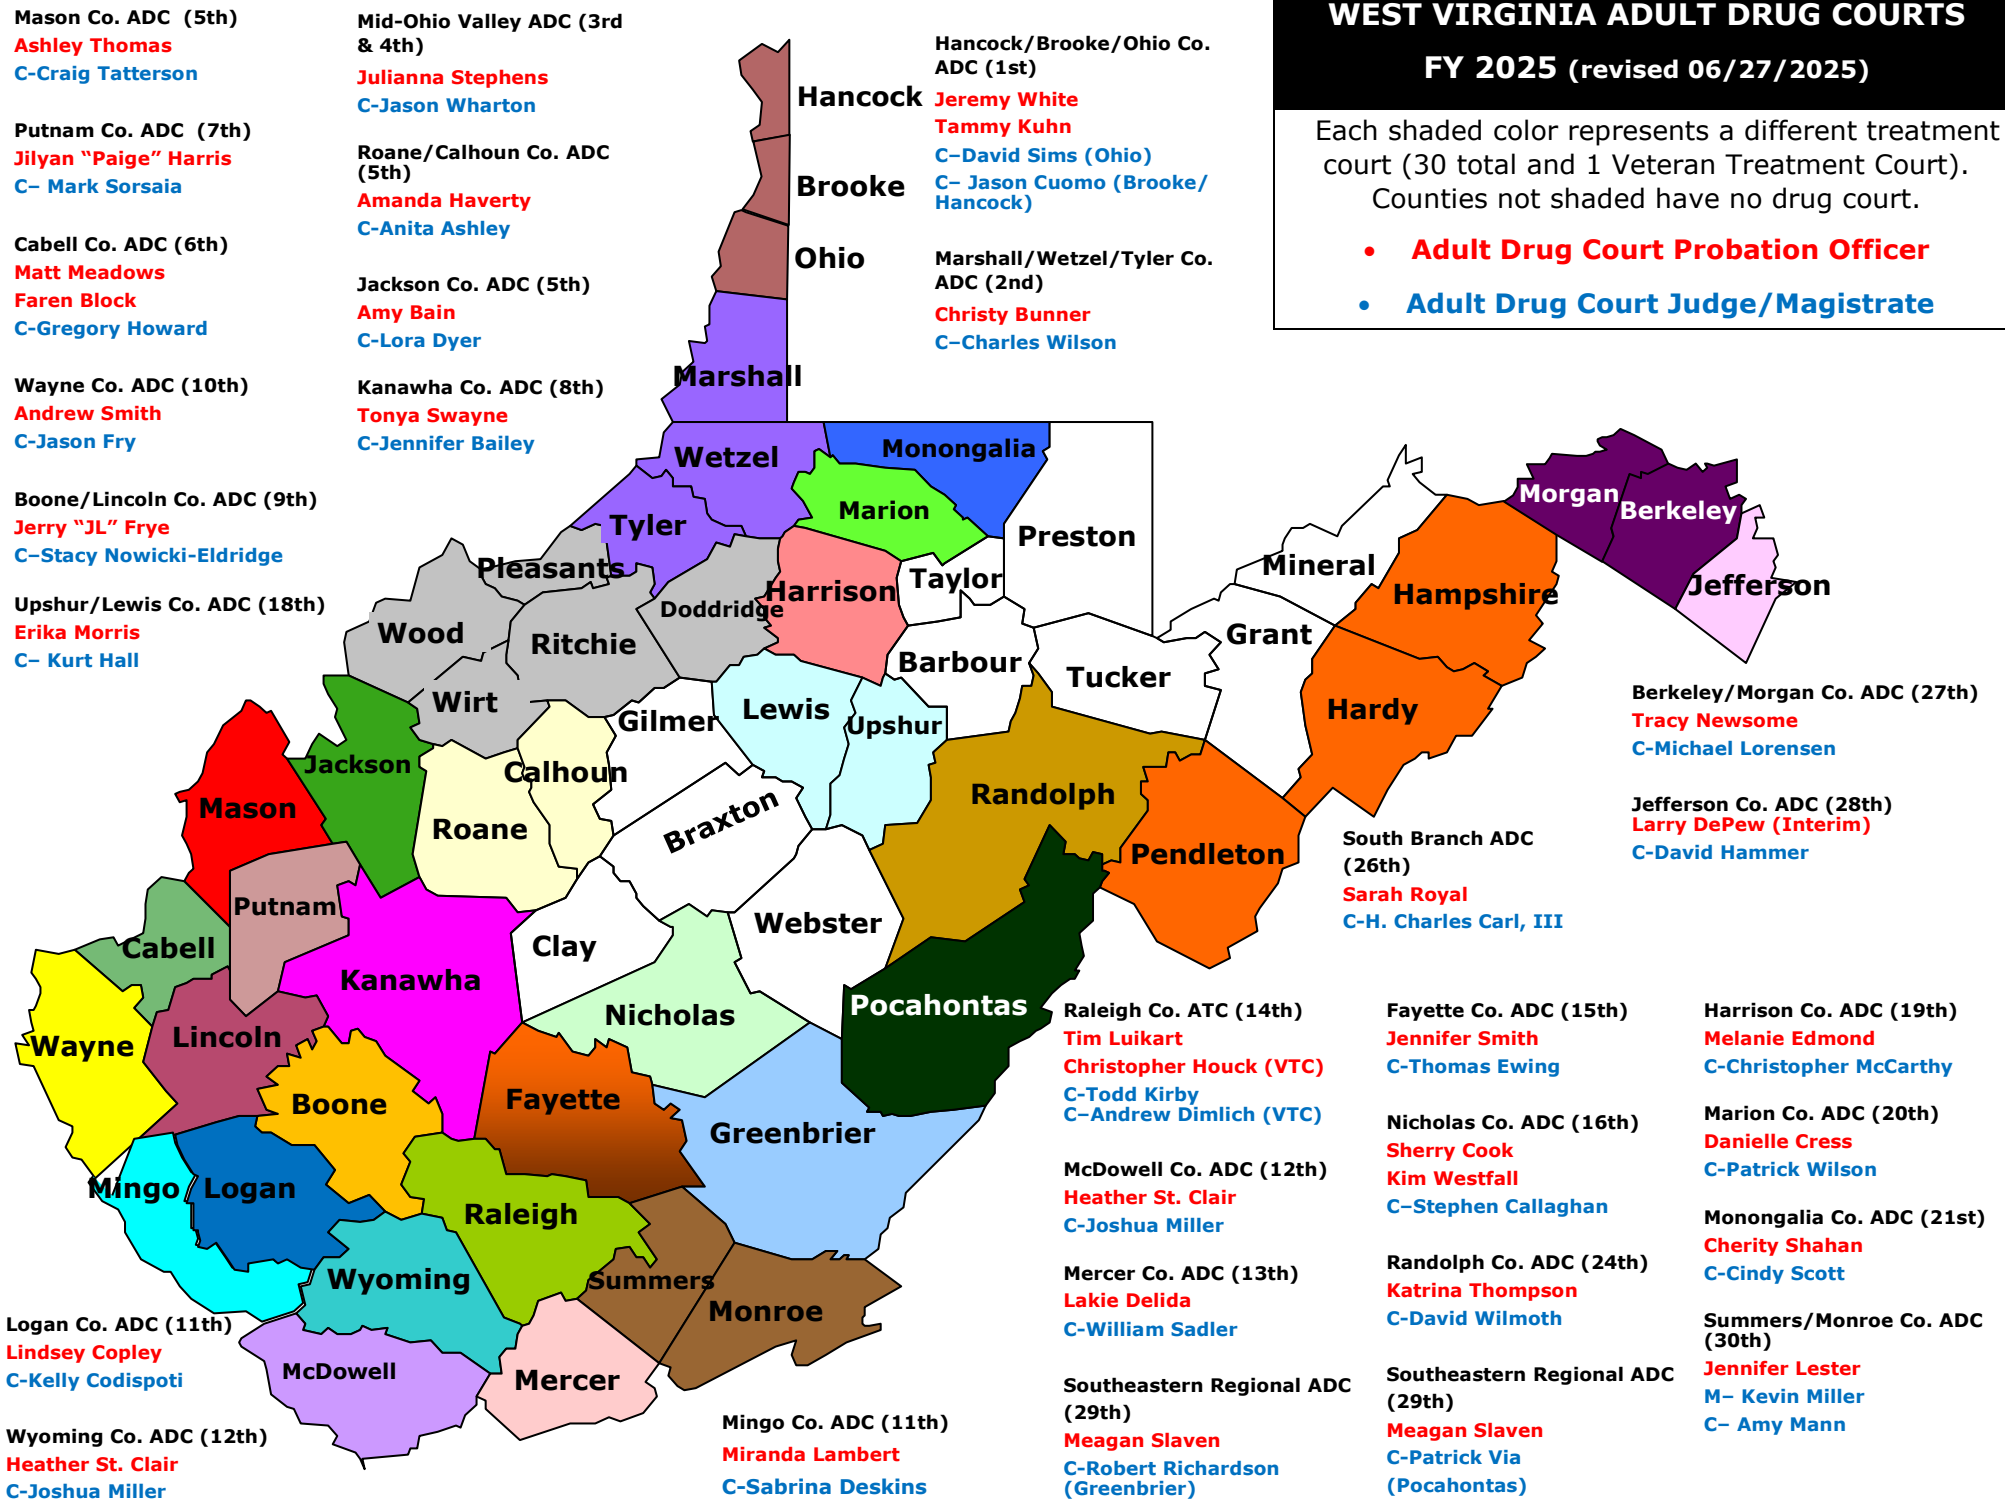 Mason Co. ADC  (5th)
Ashley Thomas
C-Craig Tatterson
Putnam Co. ADC  (7th)
Jilyan “Paige” Harris
C– Mark Sorsaia
Cabell Co. ADC (6th)
Matt Meadows
Faren Block
C-Gregory Howard
Wayne Co. ADC (10th)
Andrew Smith
C-Jason Fry
Boone/Lincoln Co. ADC (9th)
Jerry “JL” Frye
C–Stacy Nowicki-Eldridge
Upshur/Lewis Co. ADC (18th)
Erika Morris
C– Kurt Hall
Mid-Ohio Valley ADC (3rd
& 4th)
Julianna Stephens
C-Jason Wharton
Roane/Calhoun Co. ADC
(5th)
Amanda Haverty
C-Anita Ashley
Jackson Co. ADC (5th)
Amy Bain
C-Lora Dyer
Kanawha Co. ADC (8th)
Tonya Swayne
C-Jennifer Bailey
Hancock/Brooke/Ohio Co.
ADC (1st)
Jeremy White
Tammy Kuhn
C–David Sims (Ohio)
C– Jason Cuomo (Brooke/
Hancock)
Marshall/Wetzel/Tyler Co.
ADC (2nd)
Christy Bunner
C–Charles Wilson
WEST VIRGINIA ADULT DRUG COURTS
FY 2025 (revised 06/27/2025)
Each shaded color represents a different treatment
court (30 total and 1 Veteran Treatment Court).
Counties not shaded have no drug court.
• Adult Drug Court Probation Officer
• Adult Drug Court Judge/Magistrate
Hancock
Brooke
Ohio
Marshall
Wetzel
Monongalia
Marion
Tyler
Preston
Pleasants
Doddridge
Harrison
Taylor
Mineral
Hampshire
Morgan
Berkeley
Jefferson
Wood
Ritchie
Barbour
Tucker
Grant
Wirt
Gilmer
Lewis
Upshur
Hardy
Jackson
Calhoun
Mason
Roane
Braxton
Randolph
Pendleton
Putnam
Cabell
Clay
Webster
Kanawha
Pocahontas
Wayne
Lincoln
Nicholas
Boone
Fayette
Greenbrier
Mingo
Logan
Raleigh
Wyoming
Summers
Monroe
McDowell
Mercer
Berkeley/Morgan Co. ADC (27th)
Tracy Newsome
C-Michael Lorensen
Jefferson Co. ADC (28th)
Larry DePew (Interim)
C-David Hammer
South Branch ADC
(26th)
Sarah Royal
C-H. Charles Carl, III
Raleigh Co. ATC (14th)
Tim Luikart
Christopher Houck (VTC)
C-Todd Kirby
C–Andrew Dimlich (VTC)
McDowell Co. ADC (12th)
Heather St. Clair
C-Joshua Miller
Mercer Co. ADC (13th)
Lakie Delida
C-William Sadler
Southeastern Regional ADC
(29th)
Meagan Slaven
C-Robert Richardson
(Greenbrier)
Fayette Co. ADC (15th)
Jennifer Smith
C-Thomas Ewing
Nicholas Co. ADC (16th)
Sherry Cook
Kim Westfall
C–Stephen Callaghan
Randolph Co. ADC (24th)
Katrina Thompson
C-David Wilmoth
Southeastern Regional ADC
(29th)
Meagan Slaven
C-Patrick Via
(Pocahontas)
Harrison Co. ADC (19th)
Melanie Edmond
C-Christopher McCarthy
Marion Co. ADC (20th)
Danielle Cress
C-Patrick Wilson
Monongalia Co. ADC (21st)
Cherity Shahan
C-Cindy Scott
Summers/Monroe Co. ADC
(30th)
Jennifer Lester
M– Kevin Miller
C– Amy Mann
Logan Co. ADC (11th)
Lindsey Copley
C-Kelly Codispoti
Wyoming Co. ADC (12th)
Heather St. Clair
C-Joshua Miller
Mingo Co. ADC (11th)
Miranda Lambert
C-Sabrina Deskins